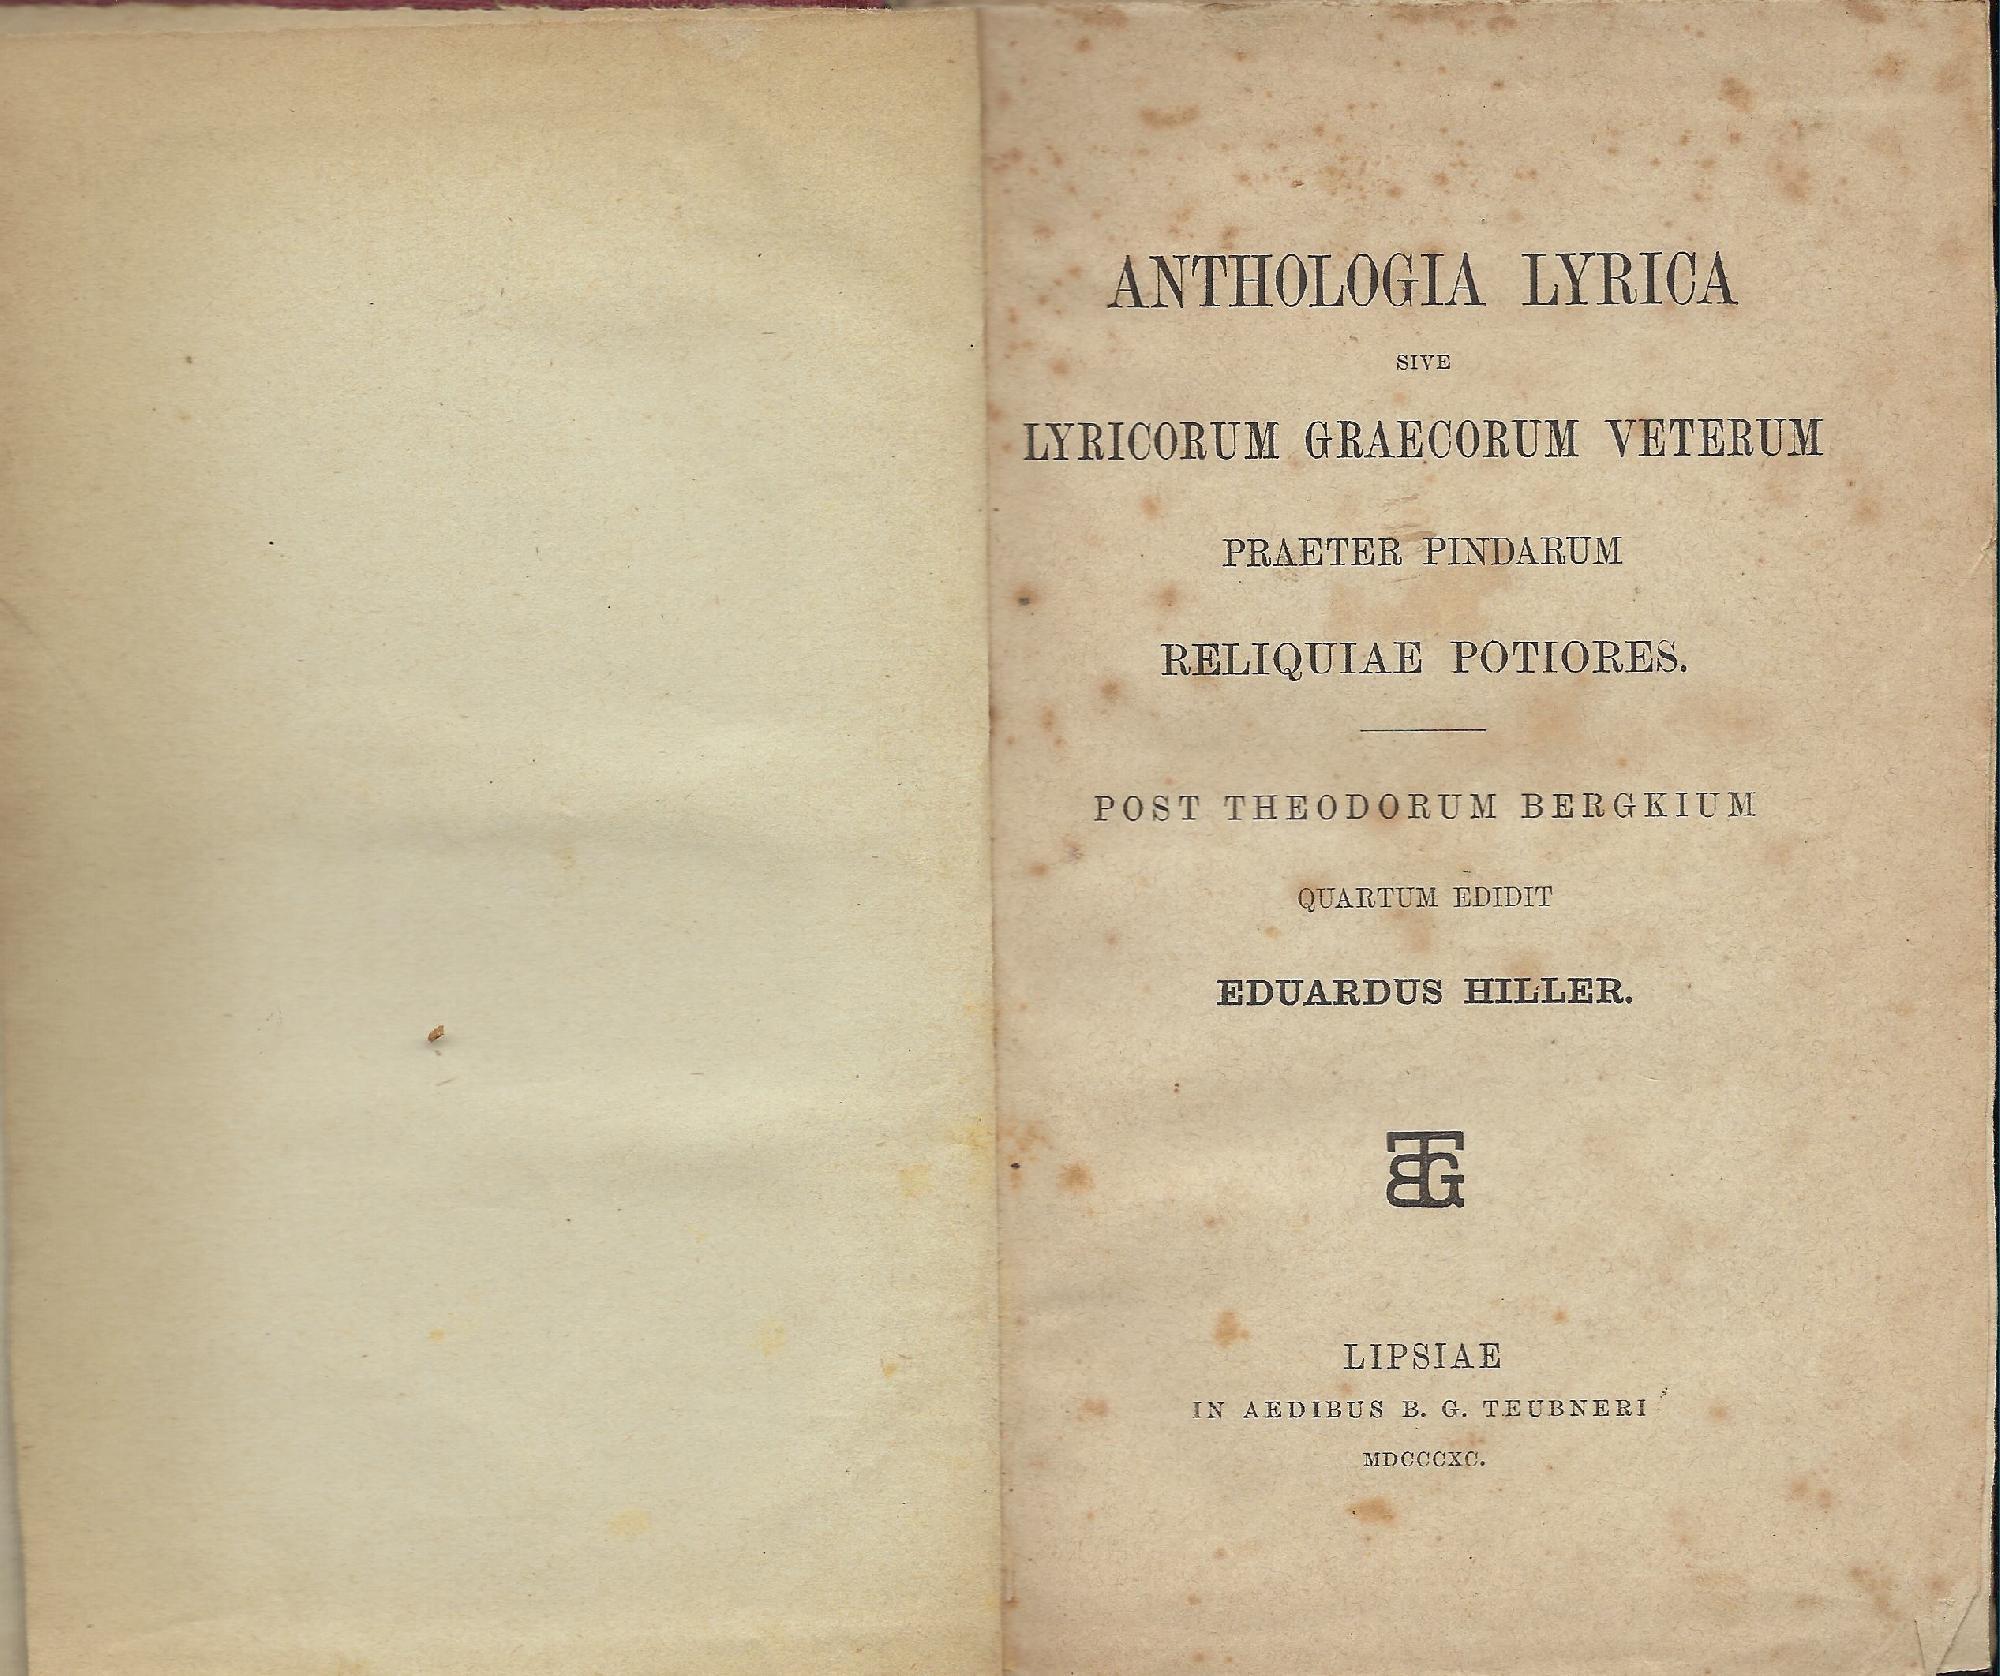 ANTHOLOGIA LYRICA
SIVE
LYRICORUM GRAECORUM VETERUM
PRAETER PINDARUM
RELIQUIAE POTIORES.
POST THEODORUM BERGKIUM
QUARTUM EDIDIT
EDUARDUS HILLER.
BTG
LIPSIAE
IN AEDIBUS B. G. TEUBNERI
MDCCCXC.